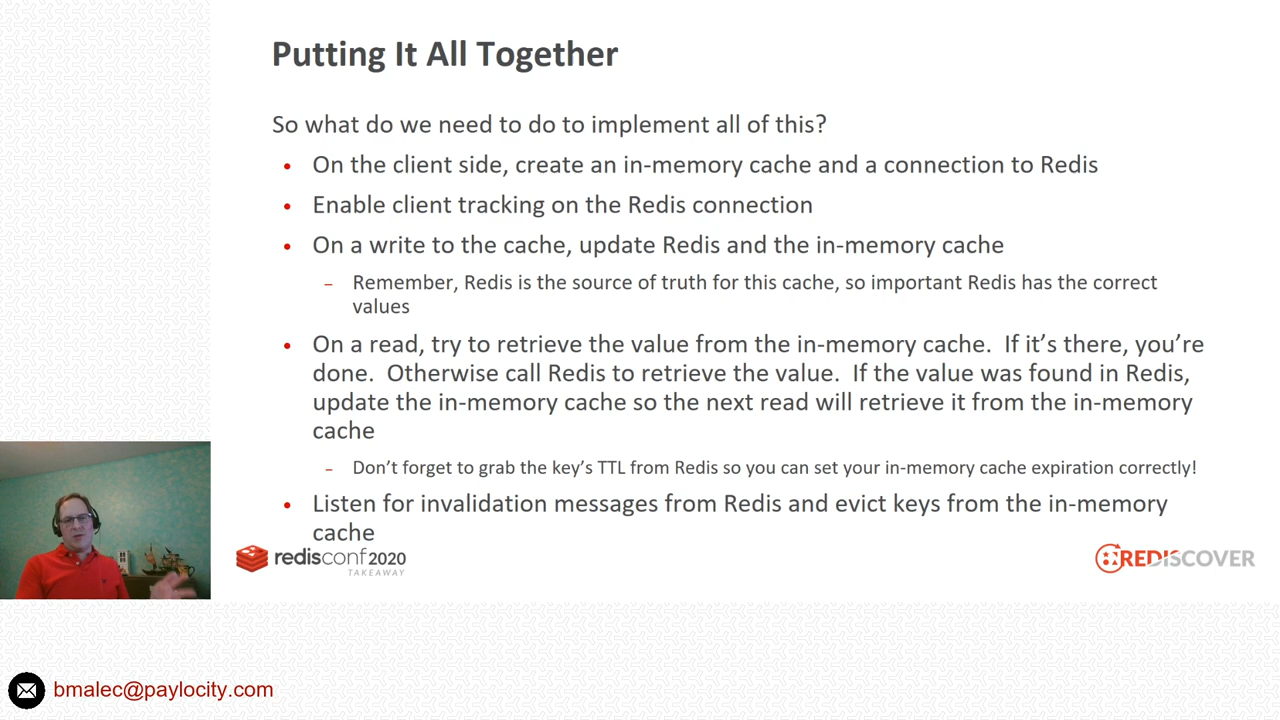 Putting It All Together
So what do we need to do to implement all of this?
• On the client side, create an in-memory cache and a connection to Redis
• Enable client tracking on the Redis connection
• On a write to the cache, update Redis and the in-memory cache
– Remember, Redis is the source of truth for this cache, so important Redis has the correct
values
• On a read, try to retrieve the value from the in-memory cache.  If it's there, you're
done.  Otherwise call Redis to retrieve the value.  If the value was found in Redis,
update the in-memory cache so the next read will retrieve it from the in-memory
cache
– Don't forget to grab the key's TTL from Redis so you can set your in-memory cache expiration correctly!
• Listen for invalidation messages from Redis and evict keys from the in-memory
cache
redisconf 2020
TAKEAWAY
REDISCOVER
bmalec@paylocity.com